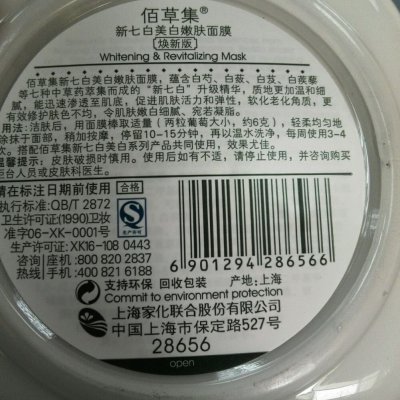 佰草集®
新七白美白嫩肤面膜
焕新版
Whitening & Revitalizing Mask
佰草集新七白美白嫩肤面膜，蕴含白芍、白蔹、白芨、白蒺藜
等七种中草药萃集而成的“新七白”升级精华，质地更加温和细
腻，能迅速渗透至肌底，促进肌肤活力和弹性，软化老化角质，更
有效修护肤色不均，令肌肤嫩白细腻、宛若凝脂。
用法：洁肤后，用面膜棒取适量（两粒葡萄大小，约6克），轻柔均匀地
涂抹于面部，稍加按摩，停留10-15分钟，再以温水洗净，每周使用3-4
次。搭配佰草集新七美白系列产品共同使用，效果尤佳。
温馨提示：皮肤破损时慎用。使用后如有不适，请停止使用，并咨询
柜台人员或皮肤科医生。
请在标注日期前使用 合格
执行标准:QB/T 2872
卫生许可证:(1990)卫妆
准字06-XK-0001号
生产许可证:XK16-108 0443
咨询 座机:800 820 2837
热线 手机:400 821 6188
QS
6 901294 286566
支持环保 回收包装 产地:上海
Commit to environment protection
上海家化联合股份有限公司
中国上海市保定路527号
28656
open